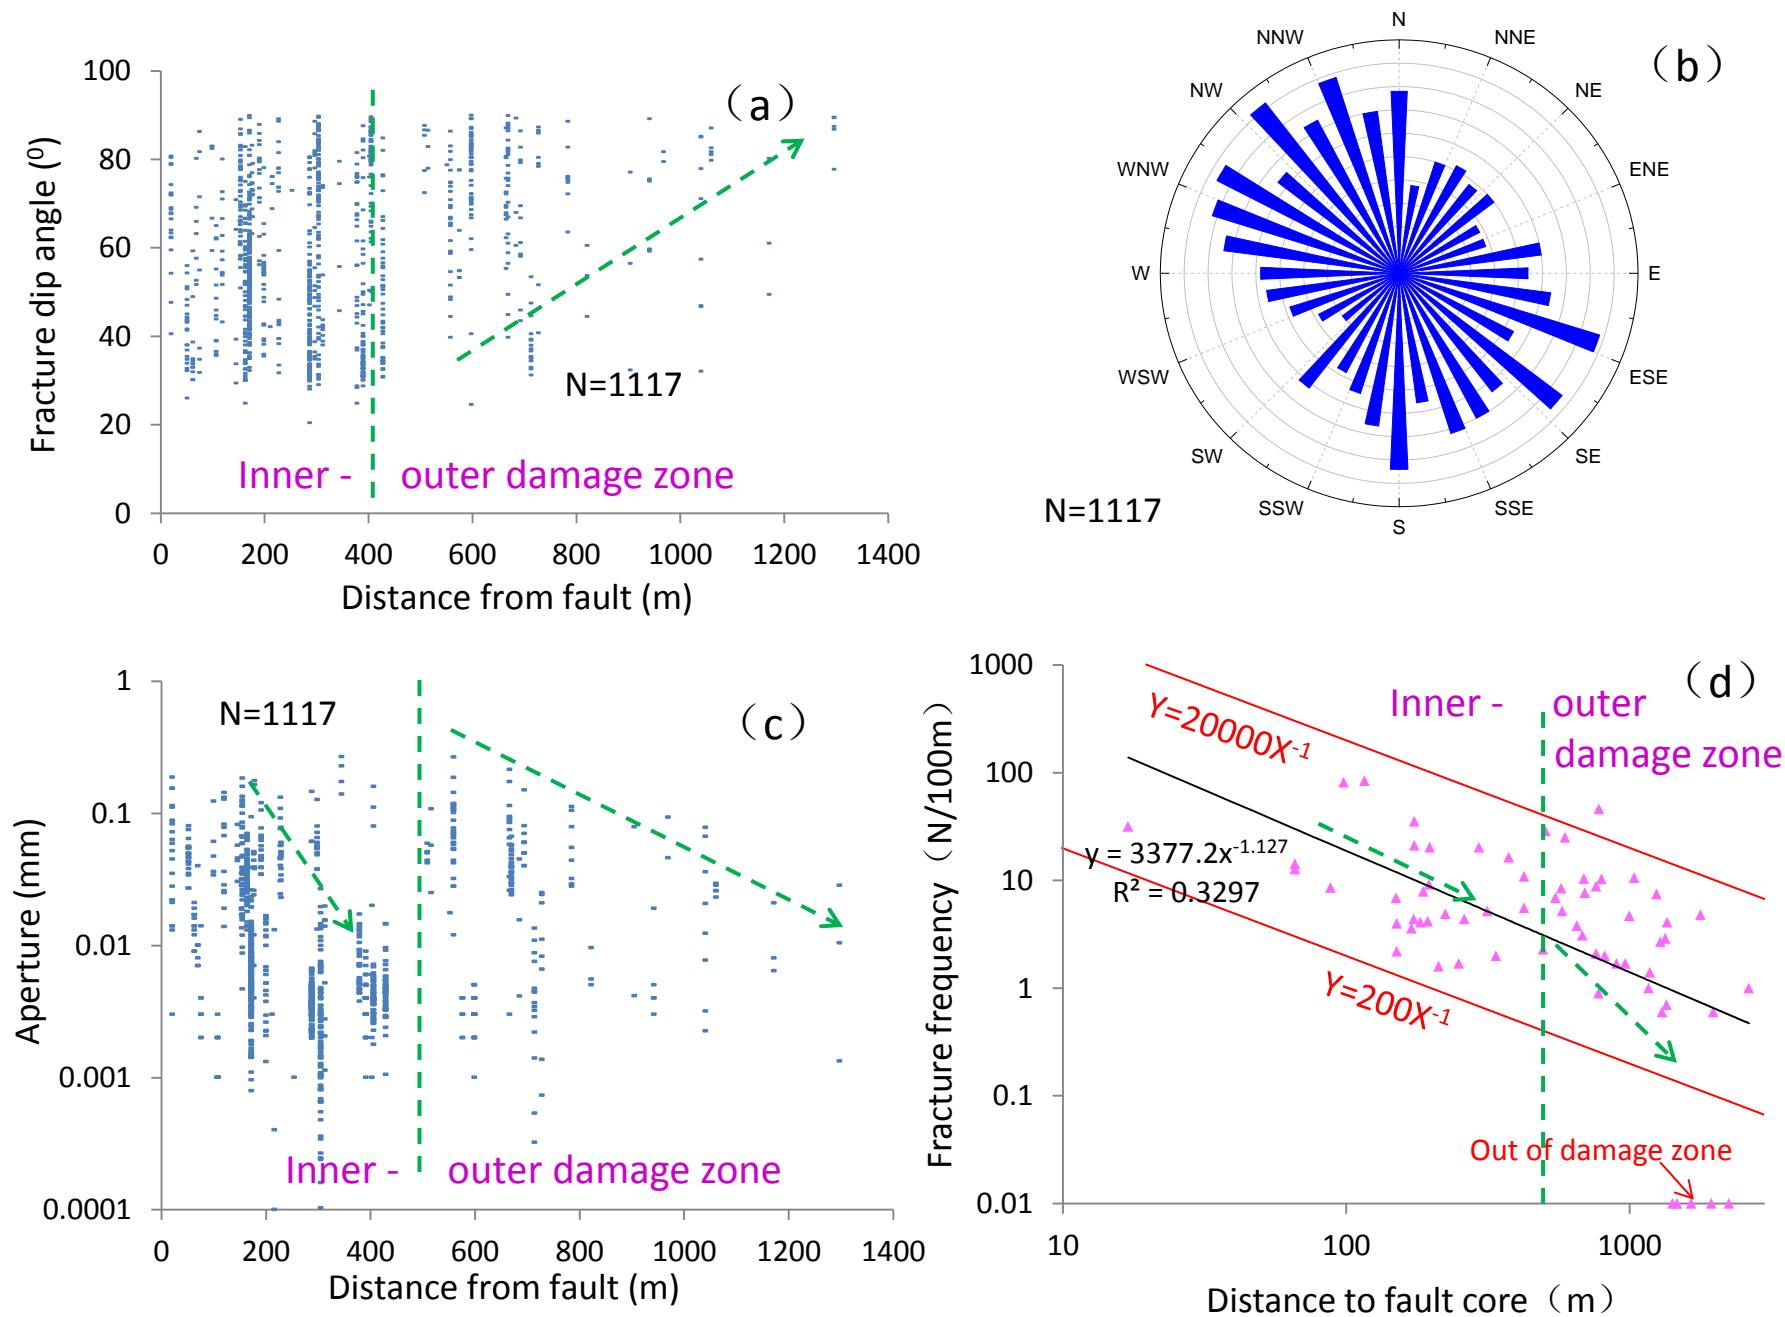 (a)
Fracture dip angle (⁰)
100
80
60
40
20
0
N=1117
Inner - outer damage zone
0 200 400 600 800 1000 1200 1400
Distance from fault (m)
(b)
N
NNE
NE
ENE
E
ESE
SE
SSE
S
SSW
SW
WSW
W
WNW
NW
NNW
N=1117
(c)
Aperture (mm)
1
0.1
0.01
0.001
0.0001
N=1117
Inner - outer damage zone
0 200 400 600 800 1000 1200 1400
Distance from fault (m)
(d)
Fracture frequency (N/100m)
1000
100
10
1
0.1
0.01
Inner - outer
damage zone
Y=20000X⁻¹
y = 3377.2x⁻¹·¹²⁷
R² = 0.3297
Y=200X⁻¹
Out of damage zone
10 100 1000
Distance to fault core (m)